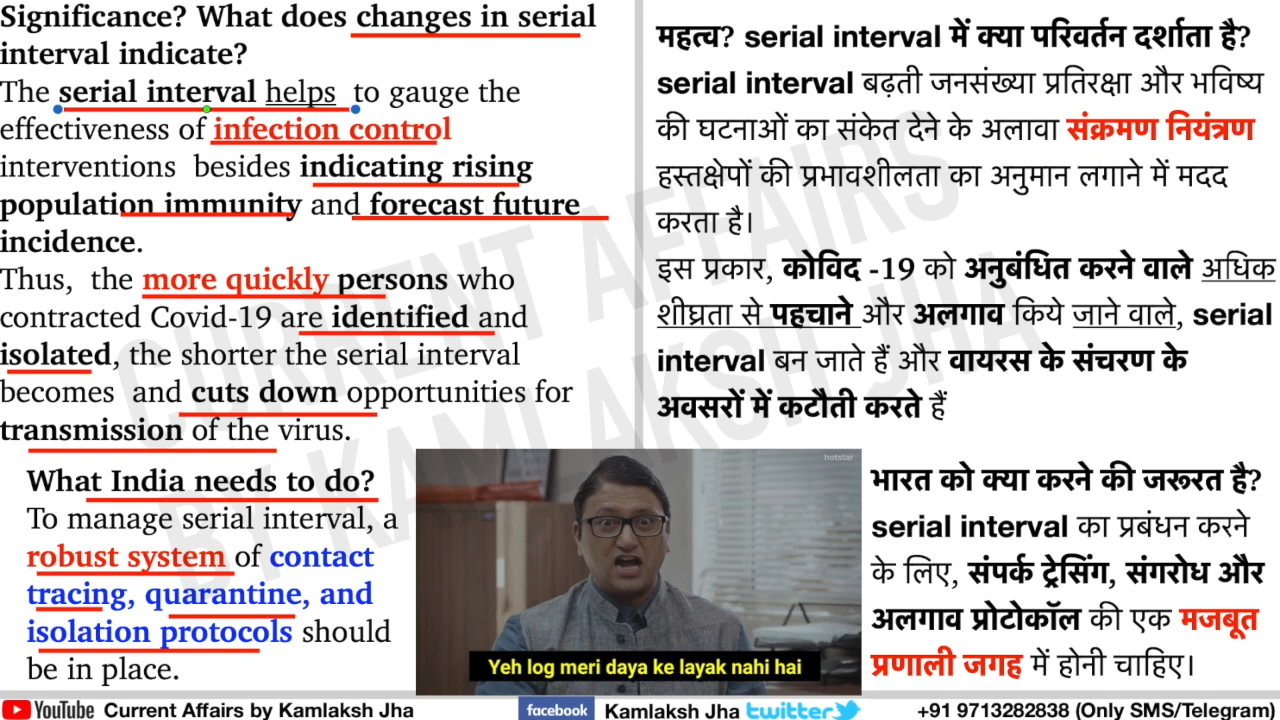 Significance? What does changes in serial
interval indicate?
The serial interval helps to gauge the
effectiveness of infection control
interventions besides indicating rising
population immunity and forecast future
incidence.
Thus, the more quickly persons who
contracted Covid-19 are identified and
isolated, the shorter the serial interval
becomes and cuts down opportunities for
transmission of the virus.
What India needs to do?
To manage serial interval, a
robust system of contact
tracing, quarantine, and
isolation protocols should
be in place.
महत्व? serial interval में क्या परिवर्तन दर्शाता है?
serial interval बढ़ती जनसंख्या प्रतिरक्षा और भविष्य
की घटनाओं का संकेत देने के अलावा संक्रमण नियंत्रण
हस्तक्षेपों की प्रभावशीलता का अनुमान लगाने में मदद
करता है।
इस प्रकार, कोविद -19 को अनुबंधित करने वाले अधिक
शीघ्रता से पहचाने और अलगाव किये जाने वाले, serial
interval बन जाते हैं और वायरस के संचरण के
अवसरों में कटौती करते हैं
hotstar
Yeh log meri daya ke layak nahi hai
भारत को क्या करने की जरूरत है?
serial interval का प्रबंधन करने
के लिए, संपर्क ट्रेसिंग, संगरोध और
अलगाव प्रोटोकॉल की एक मजबूत
प्रणाली जगह में होनी चाहिए।
CURRENT AFFAIRS
BY KAMLAKSH JHA
YouTube Current Affairs by Kamlaksh Jha facebook Kamlaksh Jha twitter +91 9713282838 (Only SMS/Telegram)